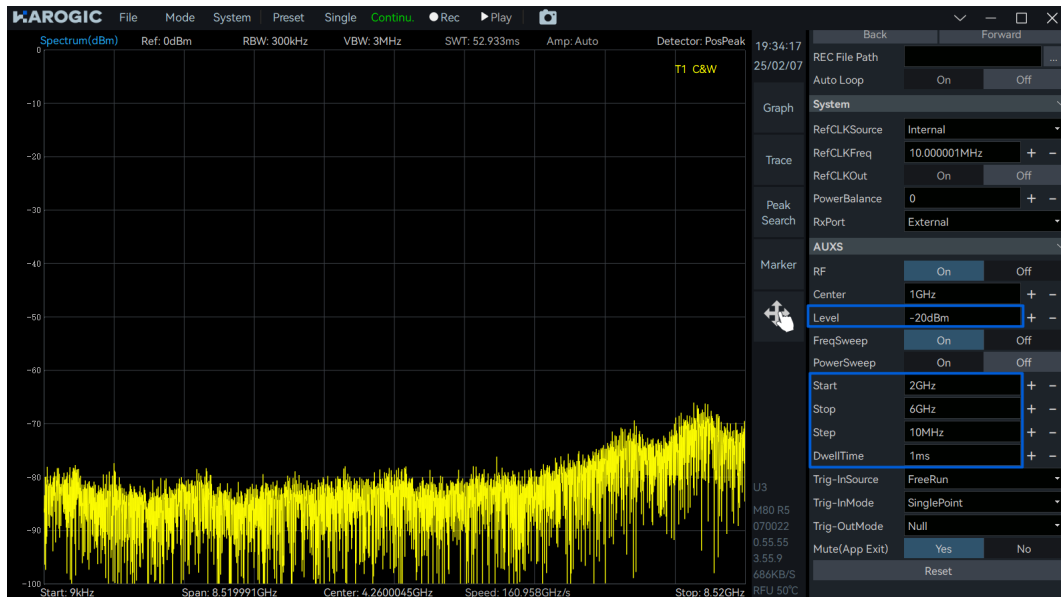 HAROGIC File Mode System Preset Single Continu. Rec Play
Spectrum(dBm) Ref: 0dBm RBW: 300kHz VBW: 3MHz SWT: 52.933ms Amp: Auto Detector: PosPeak
T1 C&W
0
-10
-20
-30
-40
-50
-60
-70
-80
-90
-100
Start: 9kHz Span: 8.519991GHz Center: 4.2600045GHz Speed: 160.958GHz/s Stop: 8.52GHz
19:34:17
25/02/07
Graph
Trace
Peak
Search
Marker
U3
M80 R5
070022
0.55.55
3.55.9
686KB/S
RFU 50°C
Back Forward
REC File Path ...
Auto Loop On Off
System
RefCLKSource Internal
RefCLKFreq 10.000001MHz + -
RefCLKOut On Off
PowerBalance 0 + -
RxPort External
AUXS
RF On Off
Center 1GHz + -
Level -20dBm + -
FreqSweep On Off
PowerSweep On Off
Start 2GHz + -
Stop 6GHz + -
Step 10MHz + -
DwellTime 1ms + -
Trig-InSource FreeRun
Trig-InMode SinglePoint
Trig-OutMode Null
Mute(App Exit) Yes No
Reset